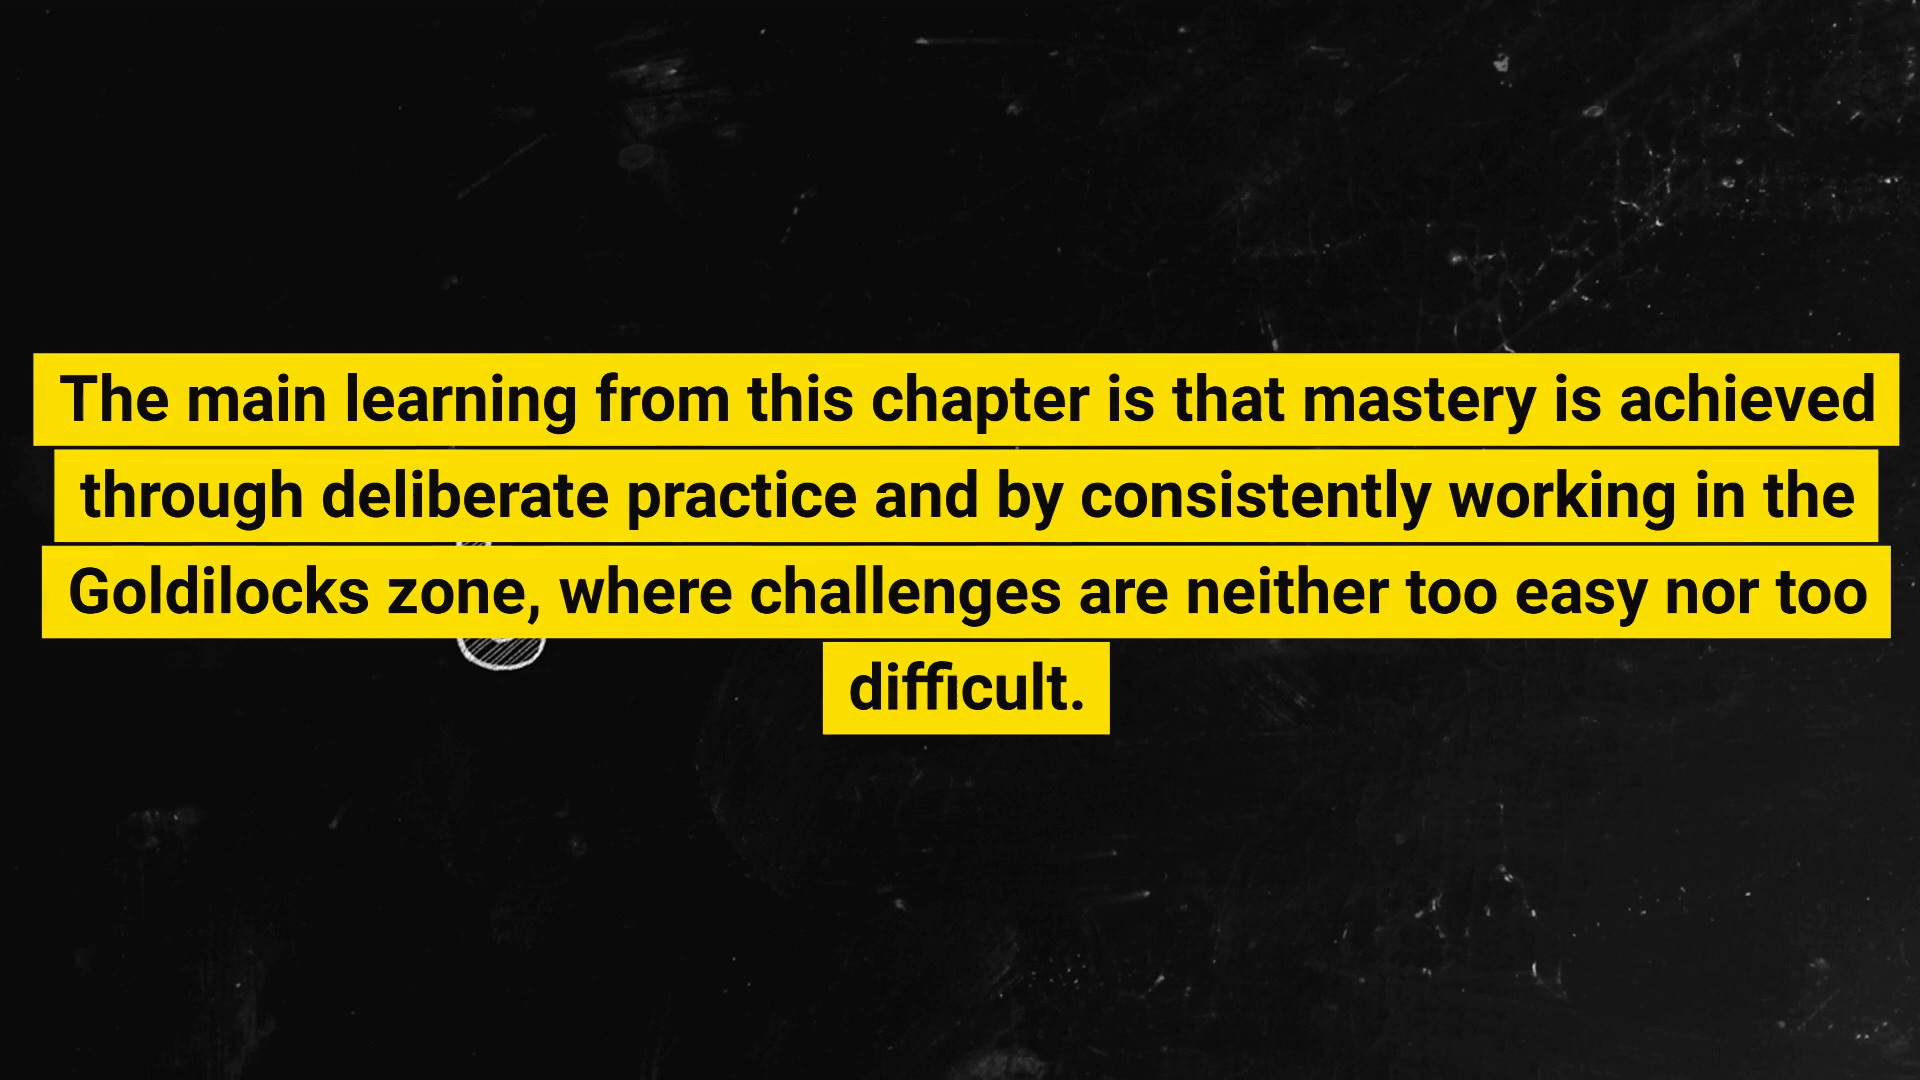 The main learning from this chapter is that mastery is achieved
through deliberate practice and by consistently working in the
Goldilocks zone, where challenges are neither too easy nor too
difficult.